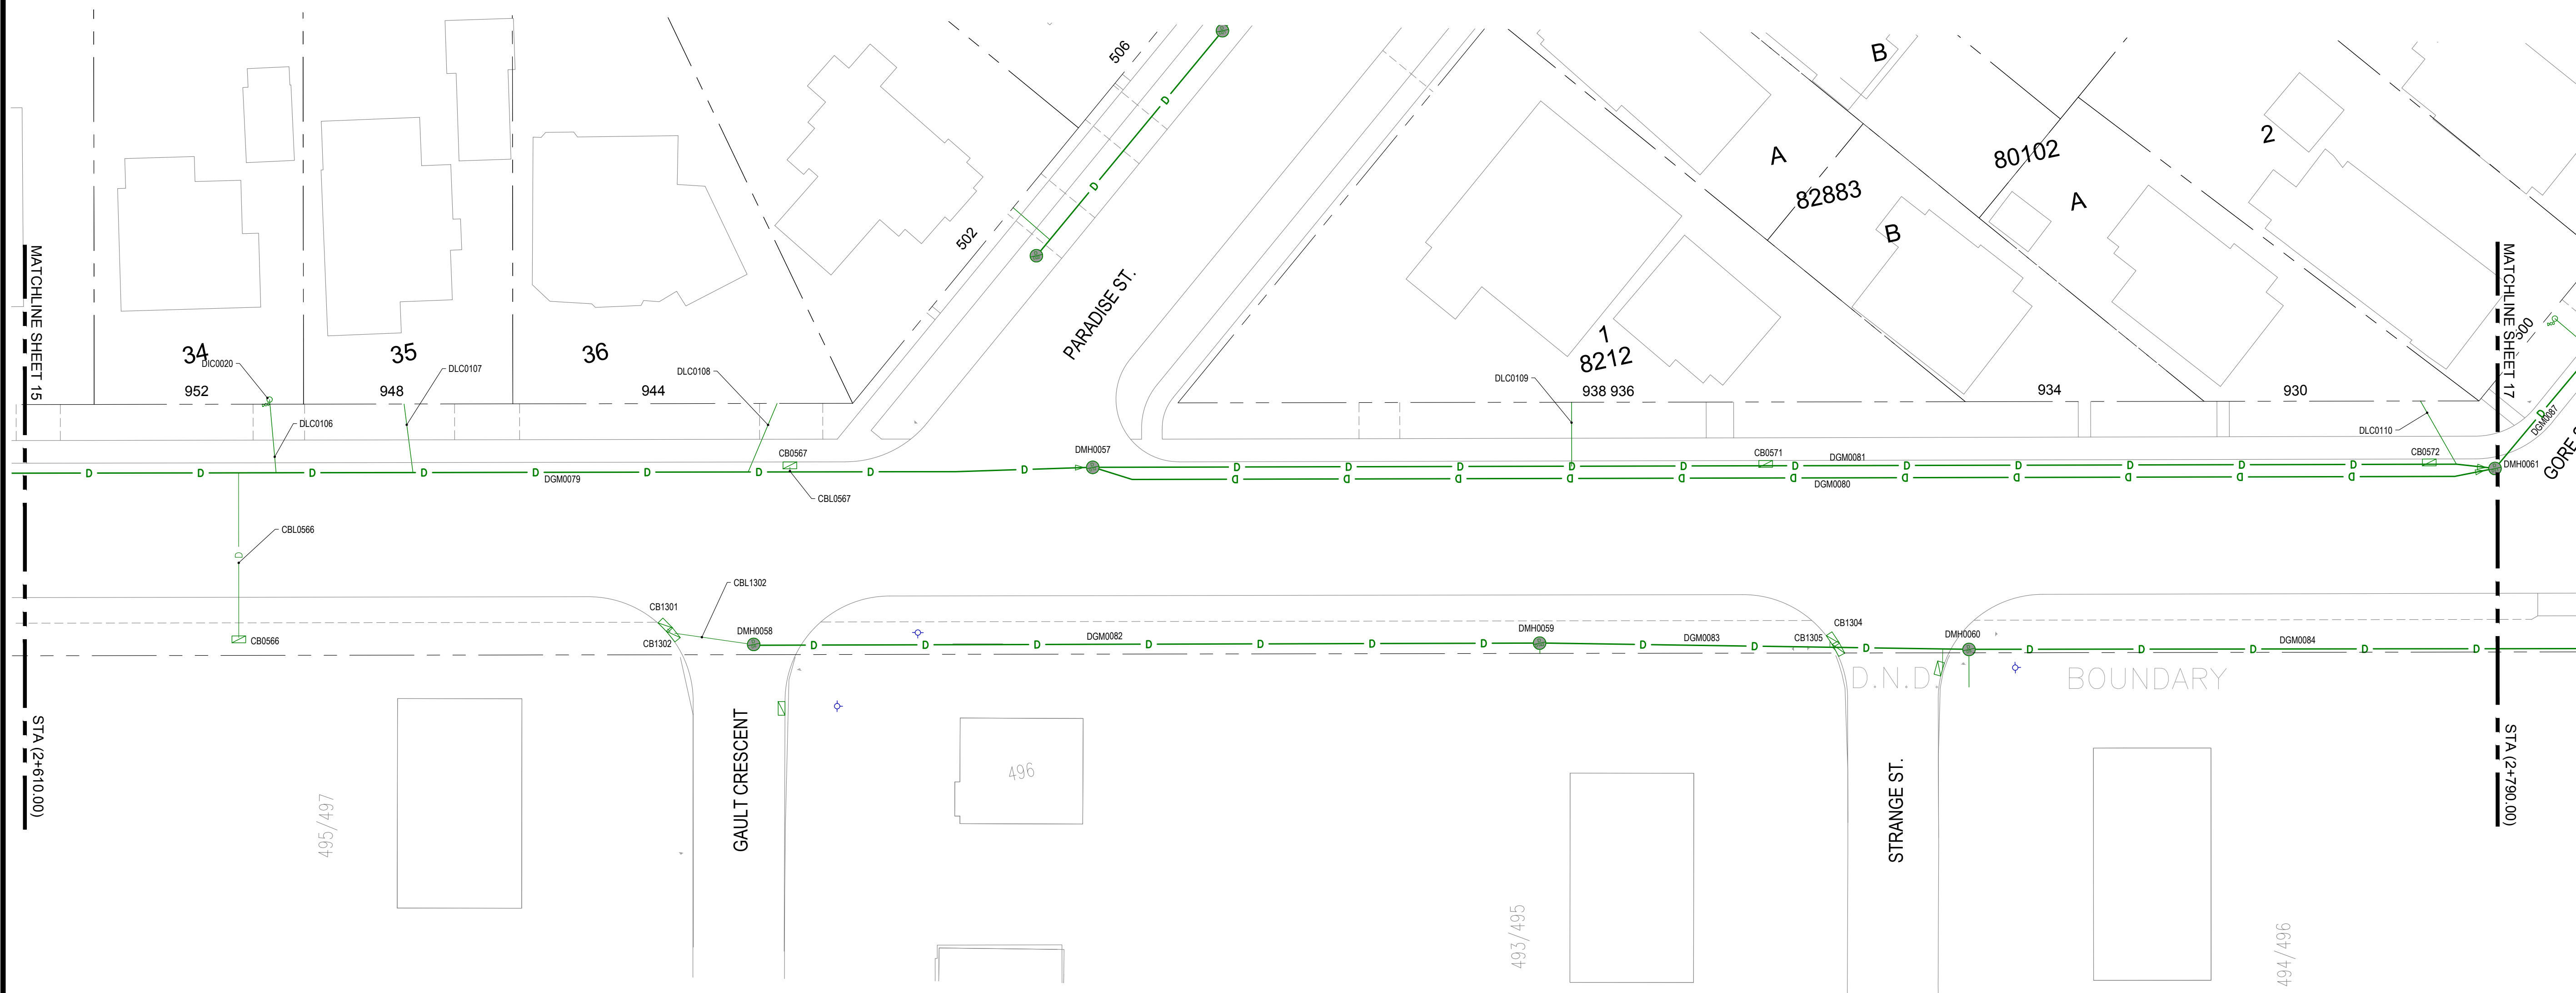 506
B
A
82883
80102
A
2
B
502
PARADISE ST.
MATCHLINE SHEET 15
MATCHLINE SHEET 17
34
35
36
1
8212
DIC0020
DLC0107
DLC0108
DLC0109
952
948
944
938 936
934
930
DLC0106
DLC0110
DGM0087
GORE S
CB0567
DMH0057
CB0571
DGM0081
CB0572
DMH0061
D D D D D D D D D D D D D D D D D D D D
DGM0079
CBL0567
DGM0080
D D D D D D D D D D D
CBL0566
D
CBL1302
CB1301
CB1302
DMH0058
DGM0082
DMH0059
DGM0083
CB1304
CB1305
DMH0060
DGM0084
CB0566
D D D D D D D D D D D D D D D
D.N.D. BOUNDARY
STA (2+610.00)
STA (2+790.00)
GAULT CRESCENT
STRANGE ST.
495/497
496
493/495
494/496